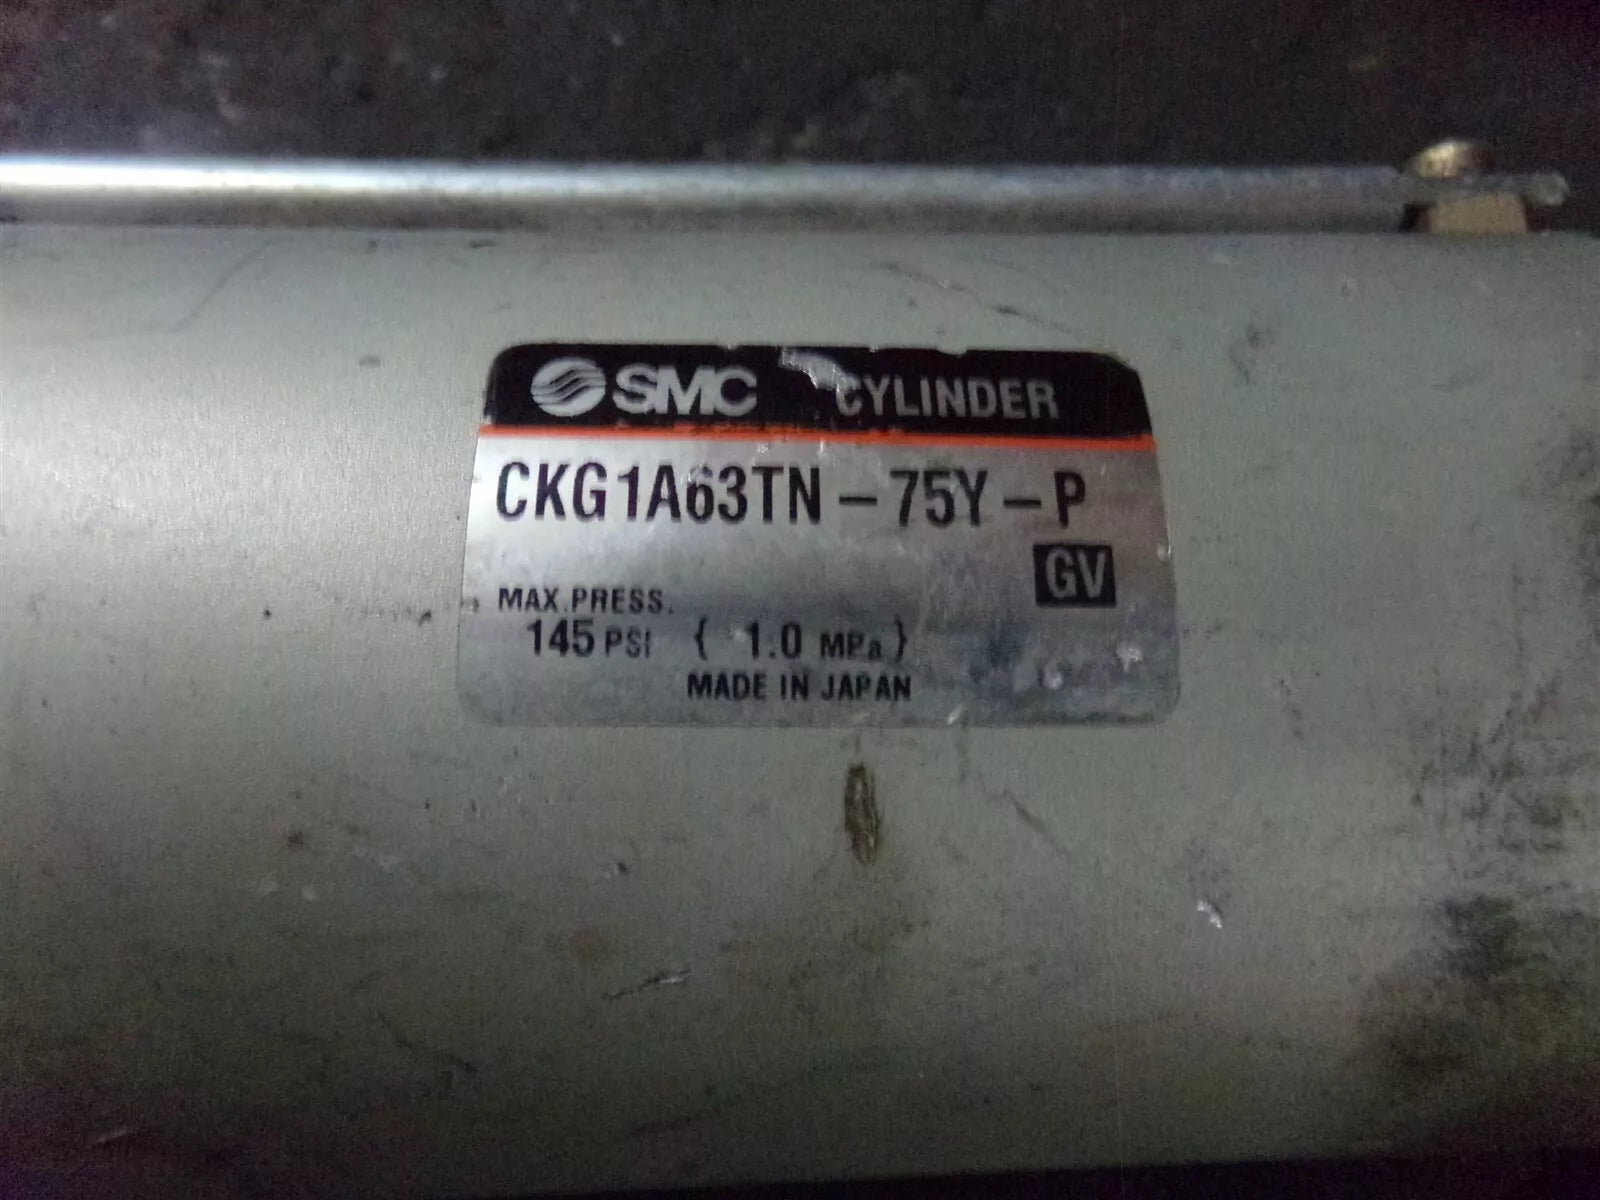 SMC CYLINDER
CKG1A63TN-75Y-P
GV
MAX.PRESS.
145 PSI { 1.0 MPa }
MADE IN JAPAN